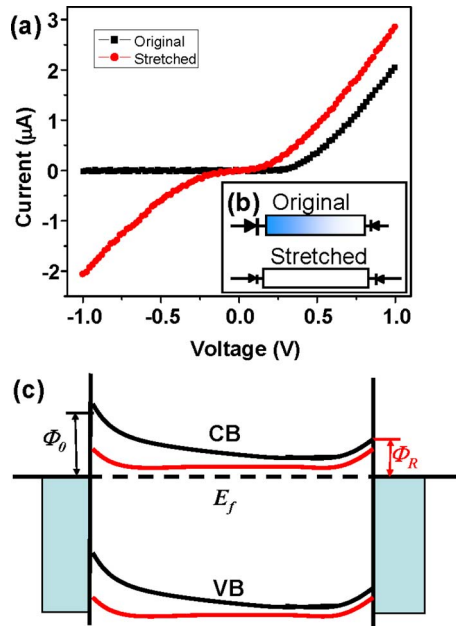 (a)
Original
Stretched
Current (μA)
3
2
1
0
-1
-2
(b)
Original
Stretched
-1.0 -0.5 0.0 0.5 1.0
Voltage (V)
(c)
Φ0
CB
ΦR
Ef
VB